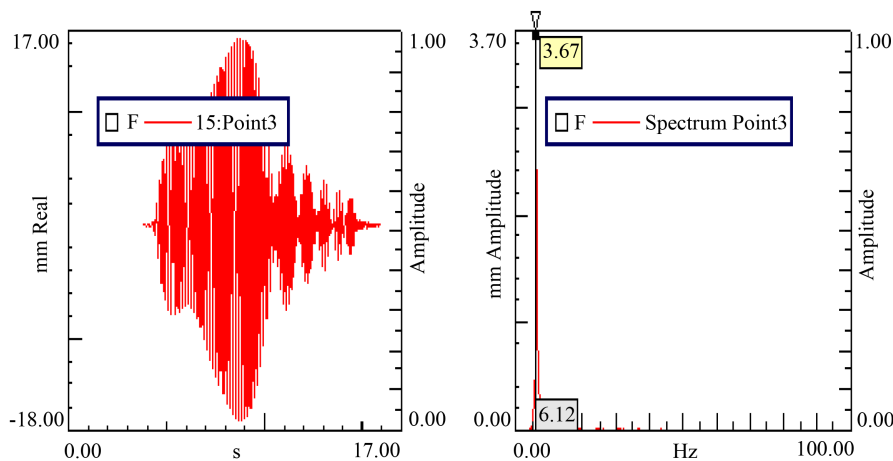 17.00
1.00
F 15:Point3
mm Real
Amplitude
-18.00
0.00
0.00
s
17.00
3.70
3.67
1.00
F Spectrum Point3
mm Amplitude
Amplitude
0.00
6.12
0.00
0.00
Hz
100.00